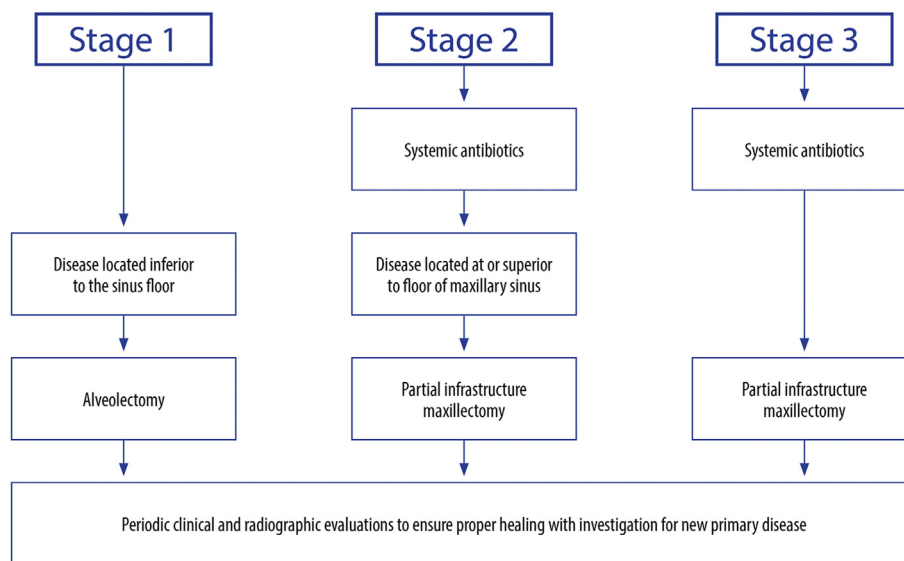 Stage 1
Stage 2
Stage 3
Systemic antibiotics
Systemic antibiotics
Disease located inferior
to the sinus floor
Disease located at or superior
to floor of maxillary sinus
Alveolectomy
Partial infrastructure
maxillectomy
Partial infrastructure
maxillectomy
Periodic clinical and radiographic evaluations to ensure proper healing with investigation for new primary disease